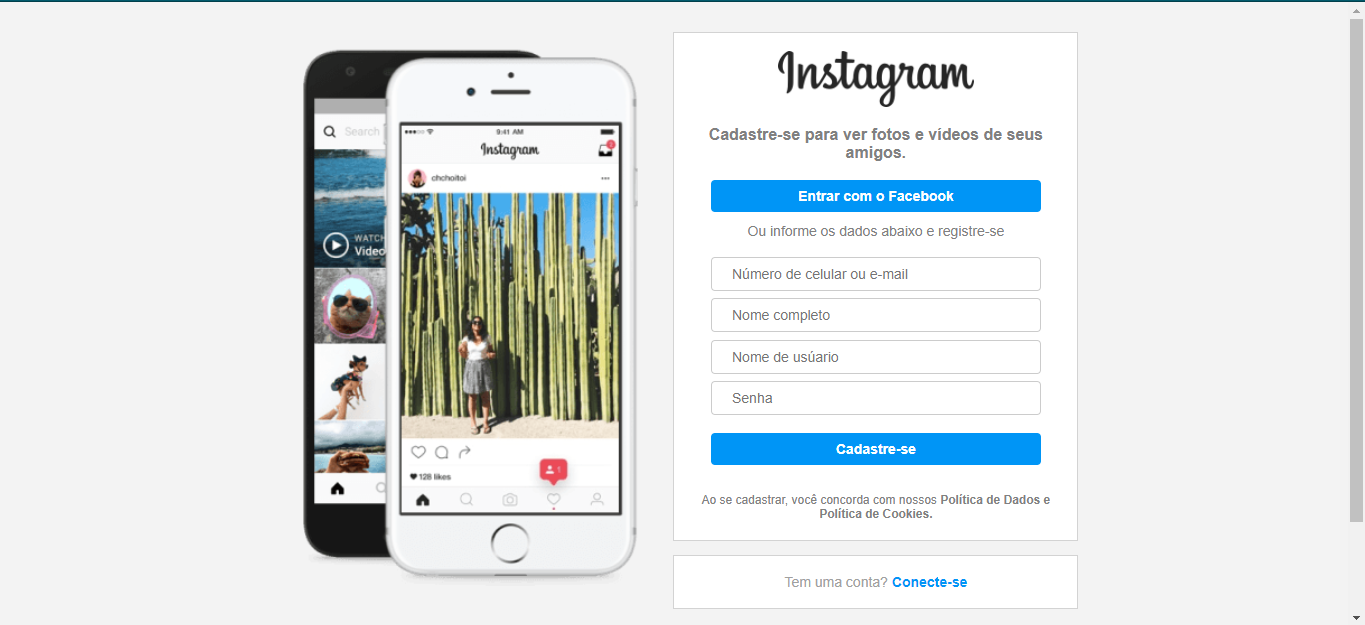 Search
WATCH
Video
9:41 AM
Instagram
chchoitoi
128 likes
1
Instagram
Cadastre-se para ver fotos e vídeos de seus
amigos.
Entrar com o Facebook
Ou informe os dados abaixo e registre-se
Número de celular ou e-mail
Nome completo
Nome de usúario
Senha
Cadastre-se
Ao se cadastrar, você concorda com nossos Política de Dados e
Política de Cookies.
Tem uma conta? Conecte-se